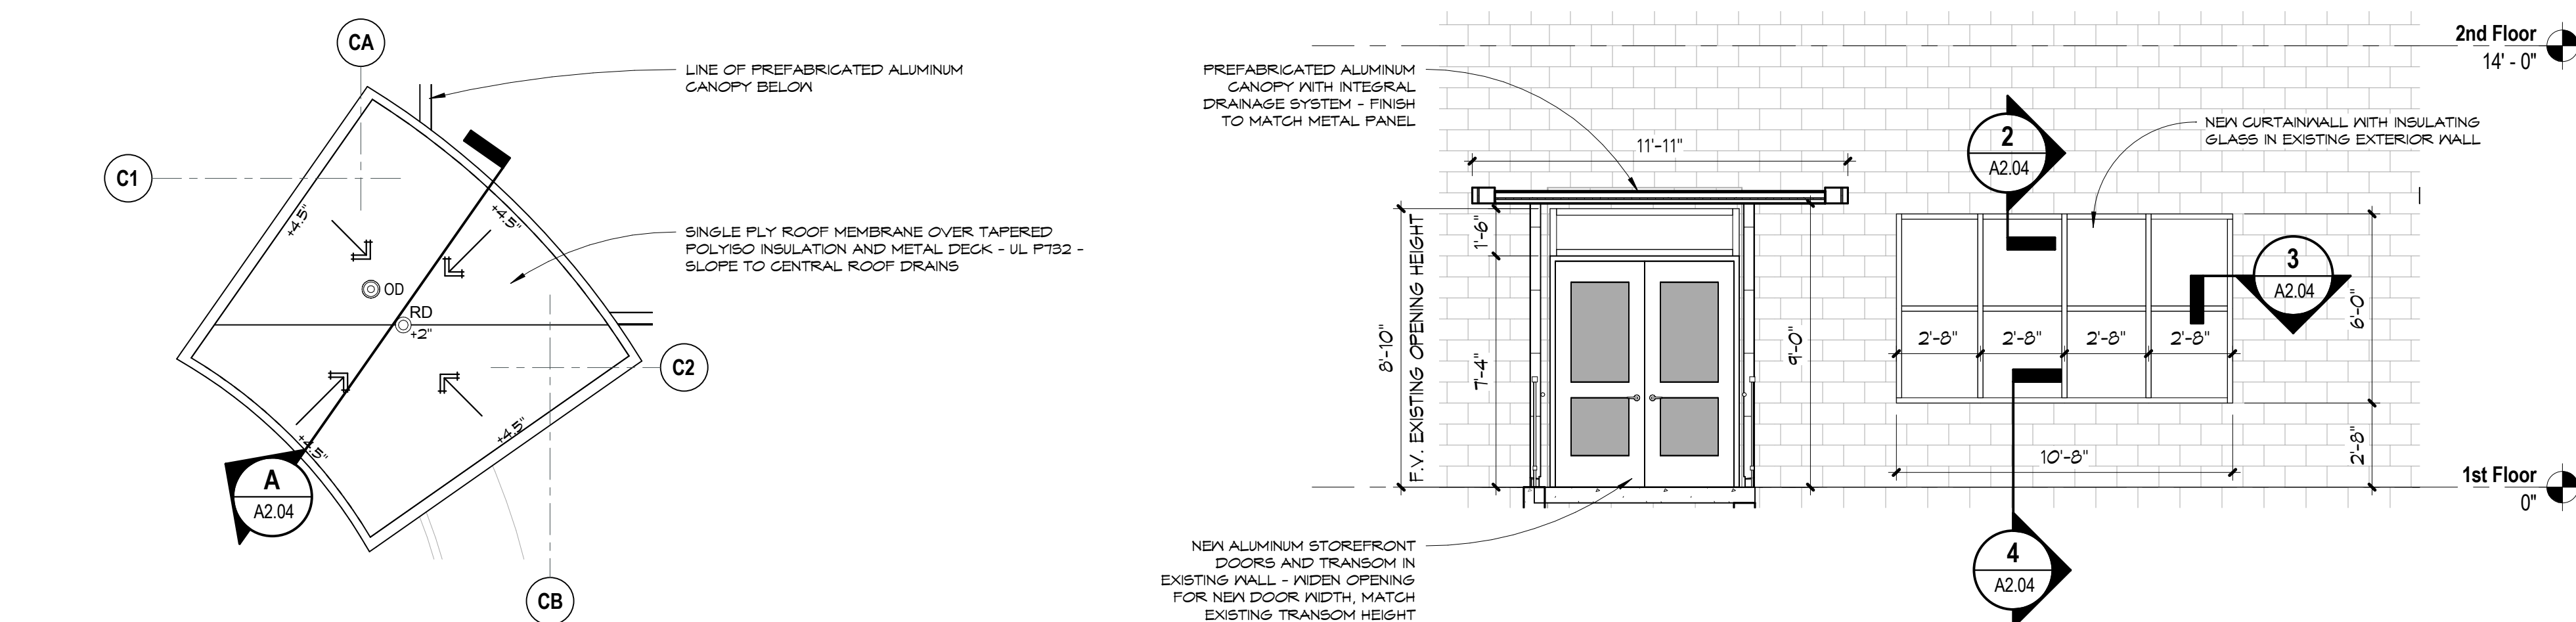 CA
LINE OF PREFABRICATED ALUMINUM
CANOPY BELOW
C1
+4.5"
+4.5"
SINGLE PLY ROOF MEMBRANE OVER TAPERED
POLYISO INSULATION AND METAL DECK - UL P732 -
SLOPE TO CENTRAL ROOF DRAINS
OD
RD
+2"
C2
+4.5"
+4.5"
A
A2.04
CB
2nd Floor
14' - 0"
PREFABRICATED ALUMINUM
CANOPY WITH INTEGRAL
DRAINAGE SYSTEM - FINISH
TO MATCH METAL PANEL
11'-11"
2
A2.04
NEW CURTAINWALL WITH INSULATING
GLASS IN EXISTING EXTERIOR WALL
8'-10"
F.V. EXISTING OPENING HEIGHT
1'-6"
7'-4"
9'-0"
3
A2.04
2'-8"
2'-8"
2'-8"
2'-8"
6'-0"
10'-8"
2'-8"
1st Floor
0"
NEW ALUMINUM STOREFRONT
DOORS AND TRANSOM IN
EXISTING WALL - WIDEN OPENING
FOR NEW DOOR WIDTH, MATCH
EXISTING TRANSOM HEIGHT
4
A2.04